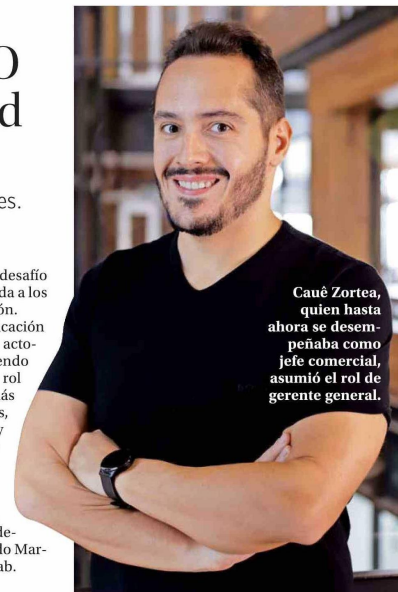 O
d
es.
desafío
da a los
ón.
cación
acto-
endo
rol
ás
s,
y
de-
do Mar-
ab.
Cauê Zortea,
quien hasta
ahora se desem-
peñaba como
jefe comercial,
asumió el rol de
gerente general.